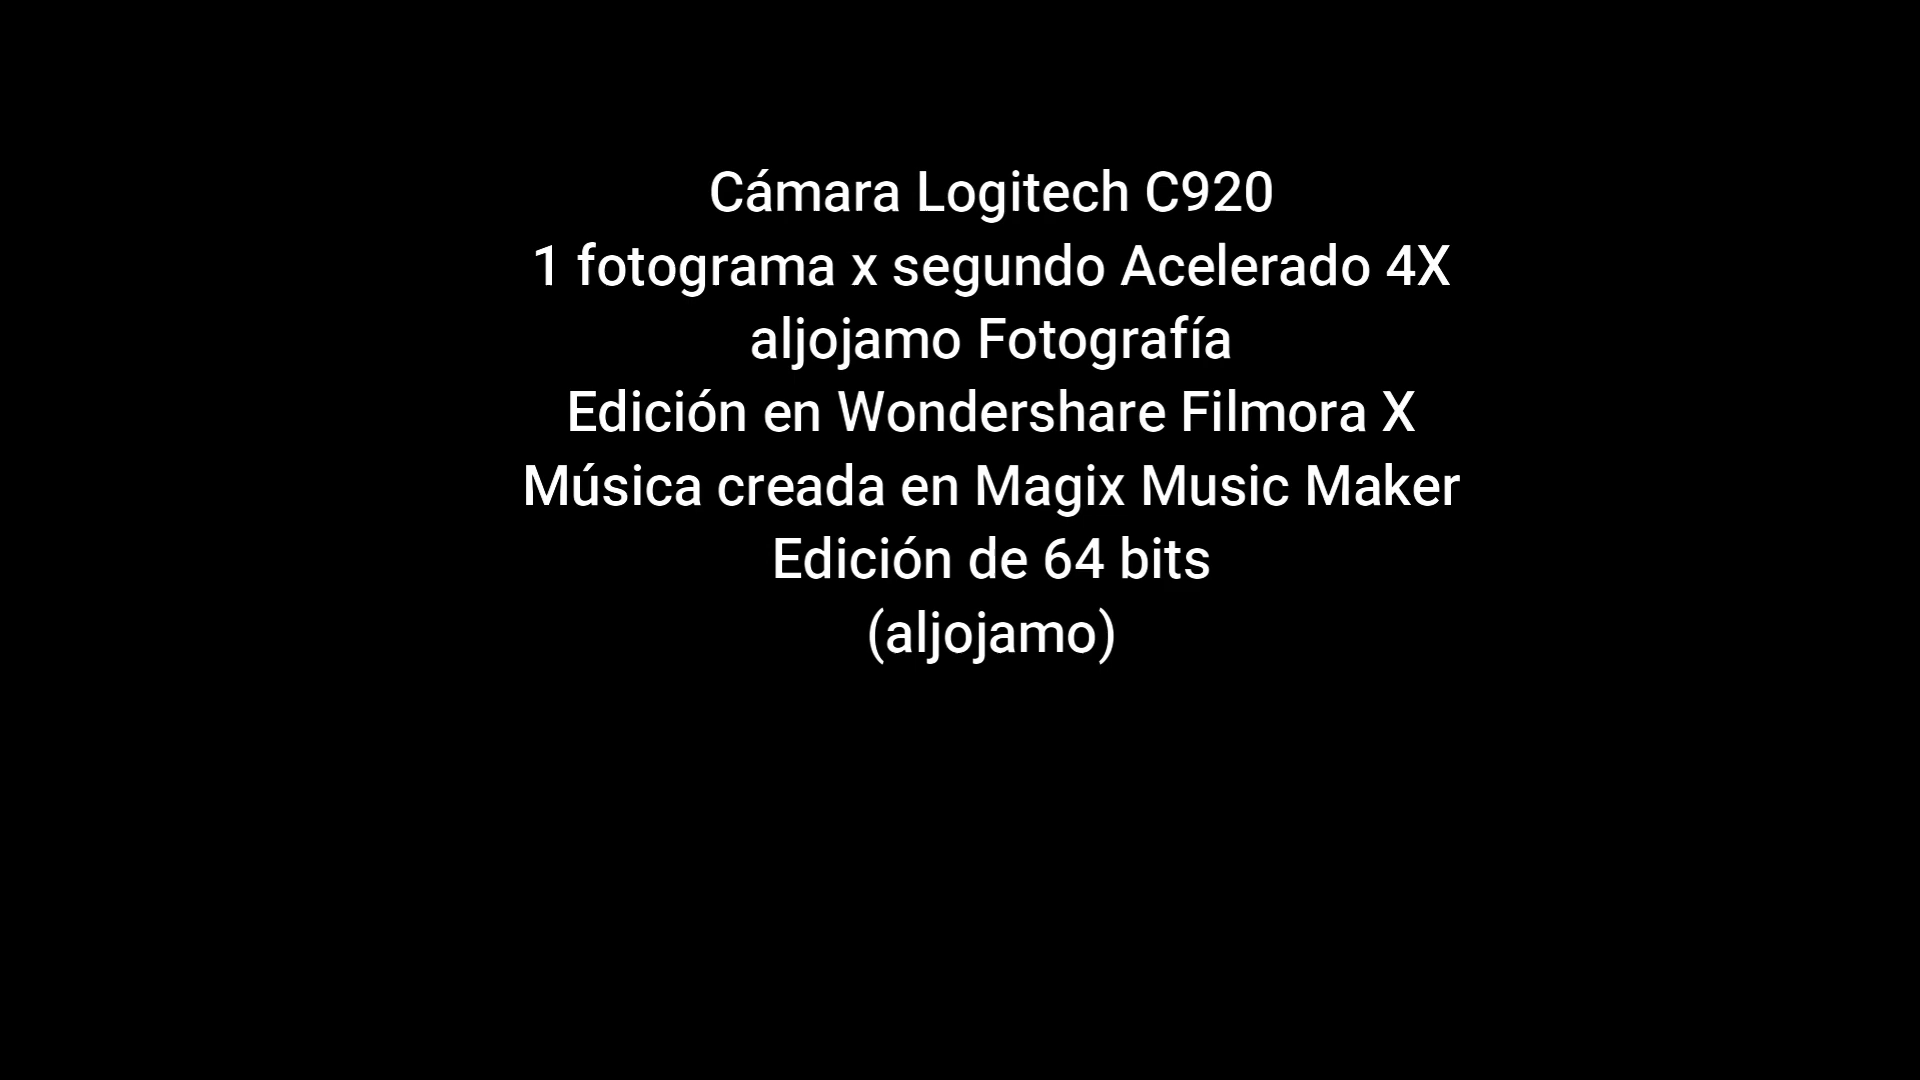 Cámara Logitech C920
1 fotograma x segundo Acelerado 4X
aljojamo Fotografía
Edición en Wondershare Filmora X
Música creada en Magix Music Maker
Edición de 64 bits
(aljojamo)